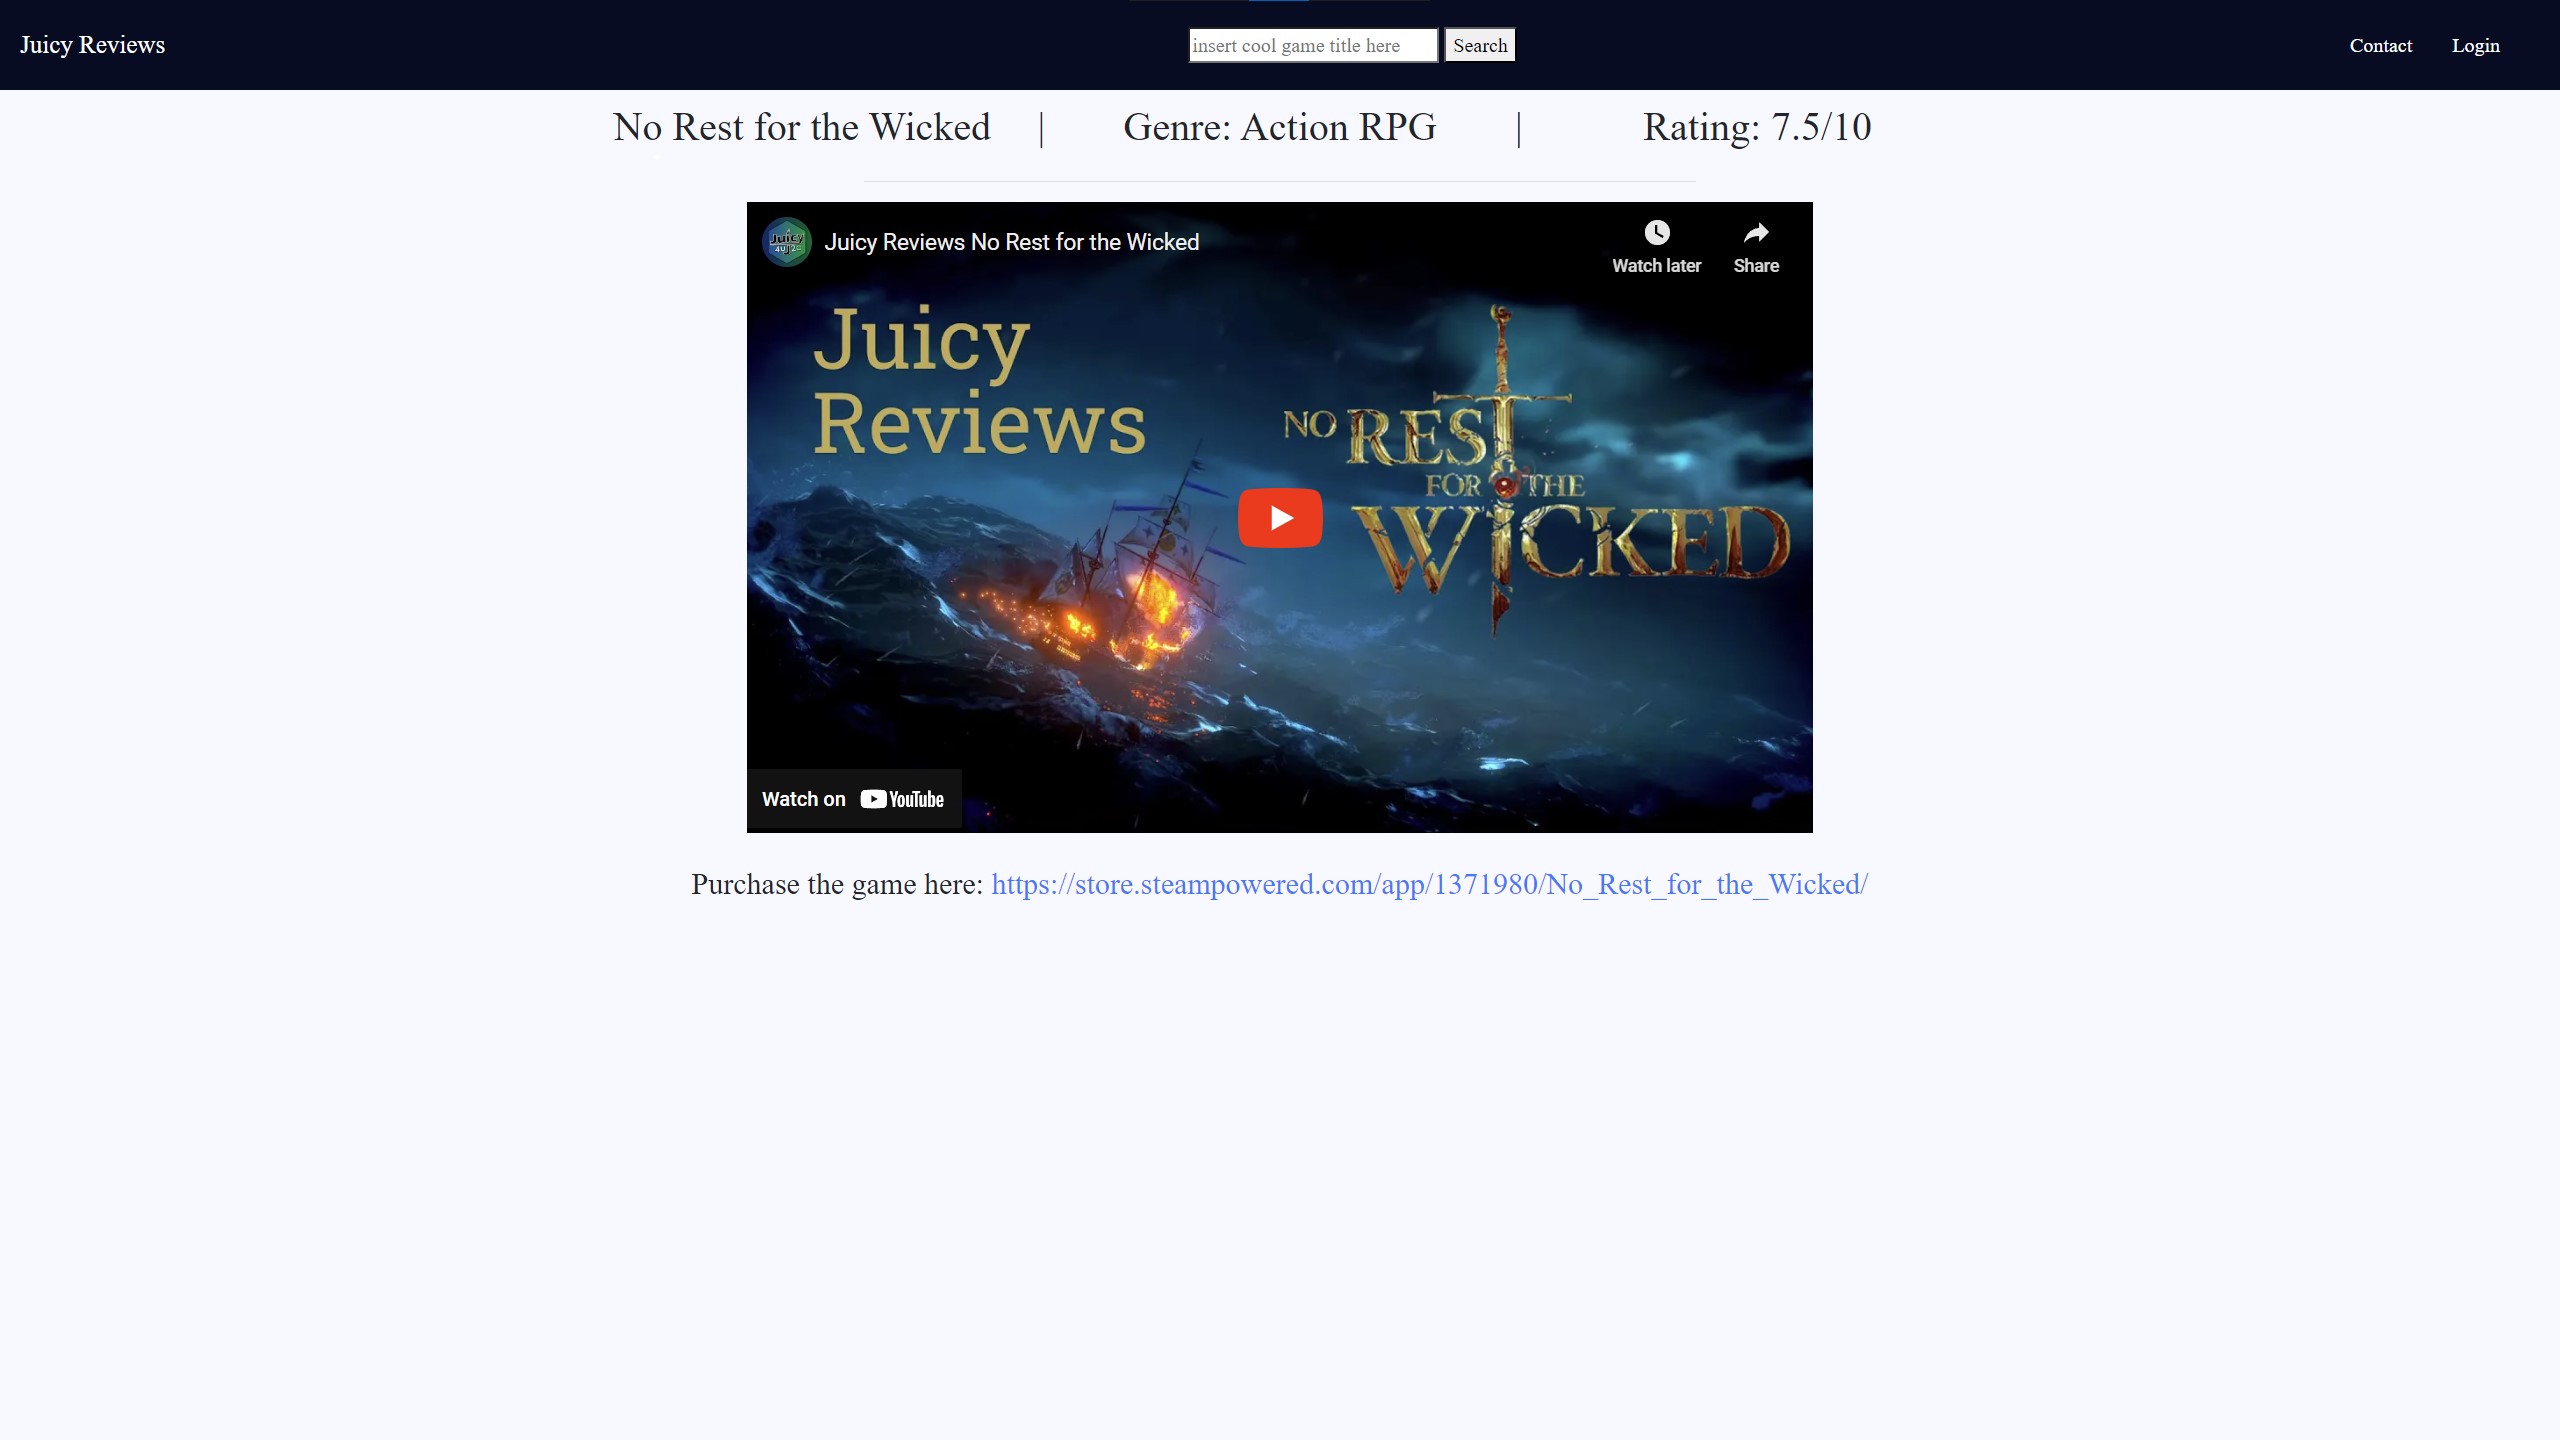 Juicy Reviews
insert cool game title here
Search
Contact
Login
No Rest for the Wicked | Genre: Action RPG | Rating: 7.5/10
Juicy Reviews No Rest for the Wicked
Watch later
Share
Juicy
Reviews
NO REST
FOR THE
WICKED
Watch on YouTube
Purchase the game here: https://store.steampowered.com/app/1371980/No_Rest_for_the_Wicked/